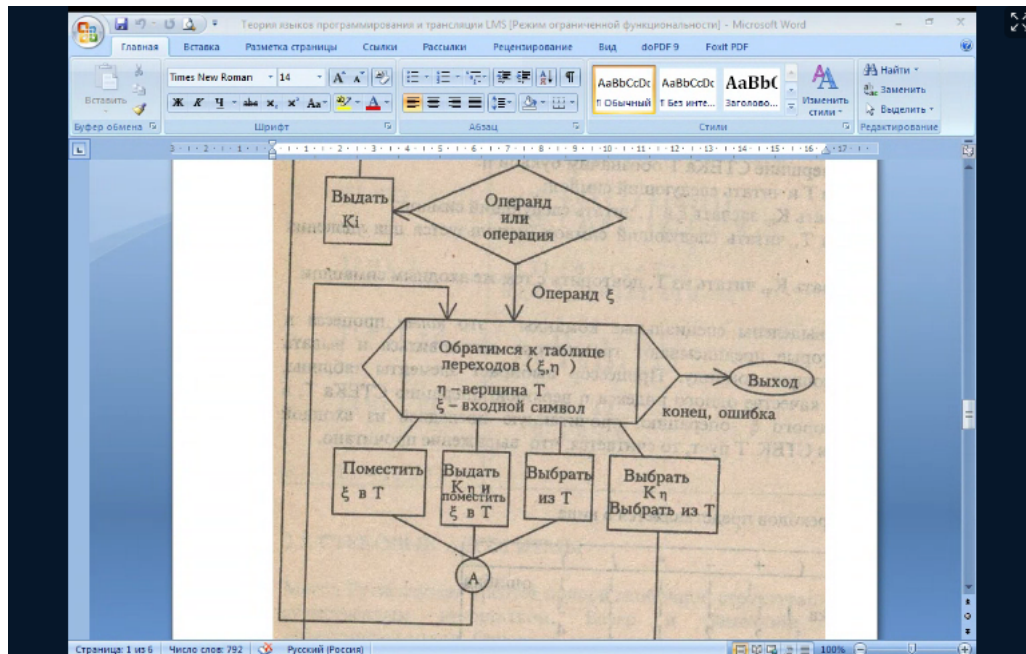 Теория языков программирования и трансляции LMS [Режим ограниченной функциональности] - Microsoft Word
Главная
Вставка
Разметка страницы
Ссылки
Рассылки
Рецензирование
Вид
doPDF 9
Foxit PDF
Вставить
Буфер обмена
Times New Roman
14
Ж К Ч abc x₂ x² Aa
Шрифт
Абзац
AaBbCcDc
¶ Обычный
AaBbCcDc
¶ Без инте...
AaBbC
Заголово...
Изменить
стили
Стили
Найти
Заменить
Выделить
Редактирование
Выдать
Ki
Операнд
или
операция
Операнд ξ
Обратимся к таблице
переходов (ξ,η)
η – вершина Т
ξ – входной символ
Выход
конец, ошибка
Поместить
ξ в Т
Выдать
К η и
поместить
ξ в Т
Выбрать
из Т
Выбрать
К η
Выбрать из Т
А
Страница: 1 из 6
Число слов: 792
Русский (Россия)
100%